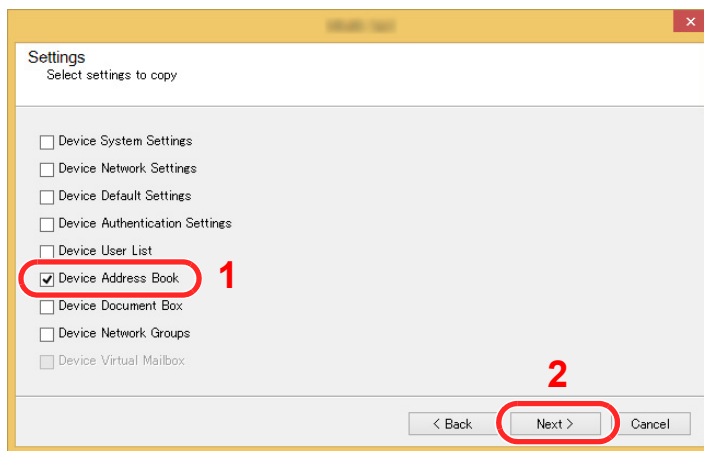 Settings
Select settings to copy
Device System Settings
Device Network Settings
Device Default Settings
Device Authentication Settings
Device User List
Device Address Book 1
Device Document Box
Device Network Groups
Device Virtual Mailbox
2
< Back Next > Cancel